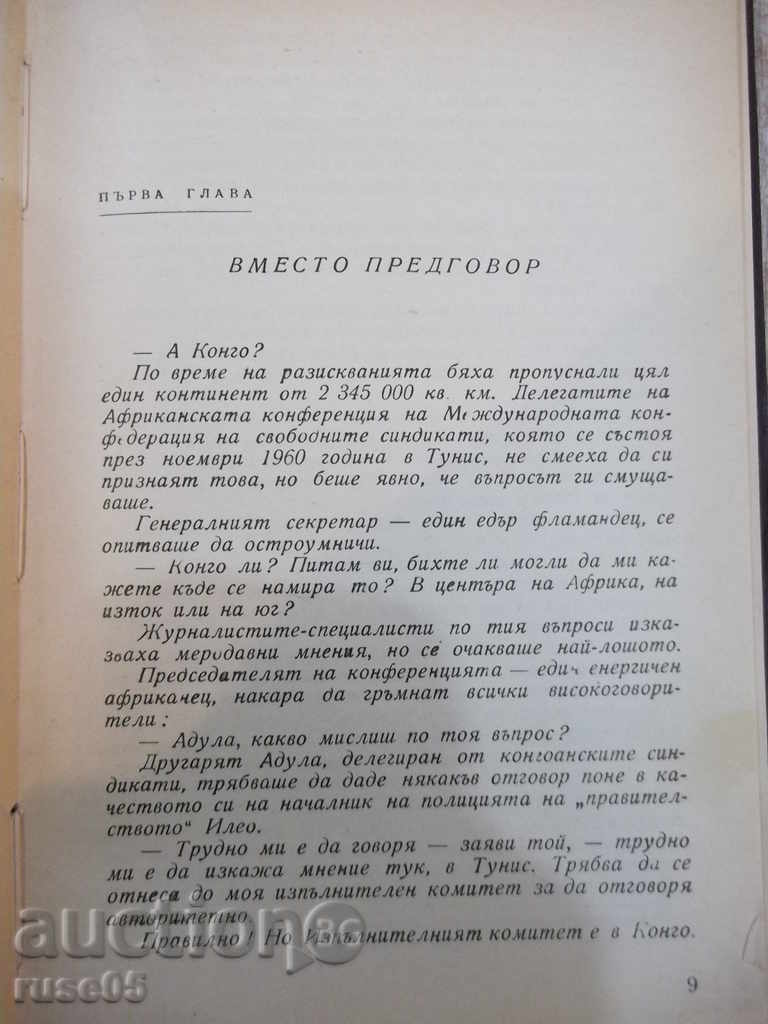 ПЪРВА ГЛАВА
ВМЕСТО ПРЕДГОВОР
— А Конго?
По време на разискванията бяха пропуснали цял
един континент от 2 345 000 кв. км. Делегатите на
Африканската конференция на Международната кон-
федерация на свободните синдикати, която се състоя
през ноември 1960 година в Тунис, не смееха да си
признаят това, но беше явно, че въпросът ги смуща-
ваше.
Генералният секретар — един едър фламандец, се
опитваше да остроумничи.
— Конго ли? Питам ви, бихте ли могли да ми ка-
жете къде се намира то? В центъра на Африка, на
изток или на юг?
Журналистите-специалисти по тия въпроси изка-
зваха меродавни мнения, но се очакваше най-лошото.
Председателят на конференцията — един енергичен
африканец, накара да гръмнат всички високоговори-
тели:
— Адула, какво мислиш по тоя въпрос?
Другарят Адула, делегиран от конгоанските син-
дикати, трябваше да даде някакъв отговор поне в ка-
чеството си на началник на полицията на „правител-
ството“ Илео.
— Трудно ми е да говоря — заяви той, — трудно
ми е да изкажа мнение тук, в Тунис. Трябва да се
отнеса до моя изпълнителен комитет за да отговоря
авторитетно.
Правилно! Но Изпълнителният комитет е в Конго.
auction38
ruse05
9